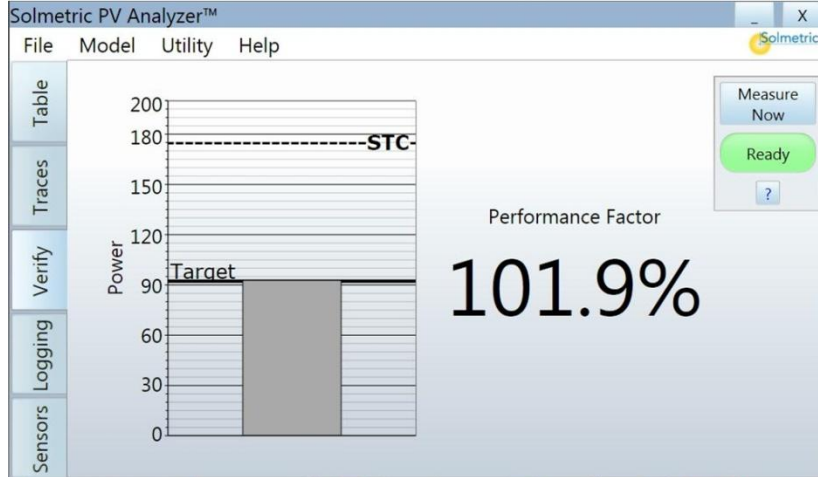 Solmetric PV Analyzer™
_ X
File Model Utility Help
Solmetric
Table
Traces
Verify
Logging
Sensors
Power
200
180
150
120
90
60
30
0
STC
Target
Performance Factor
101.9%
Measure
Now
Ready
?